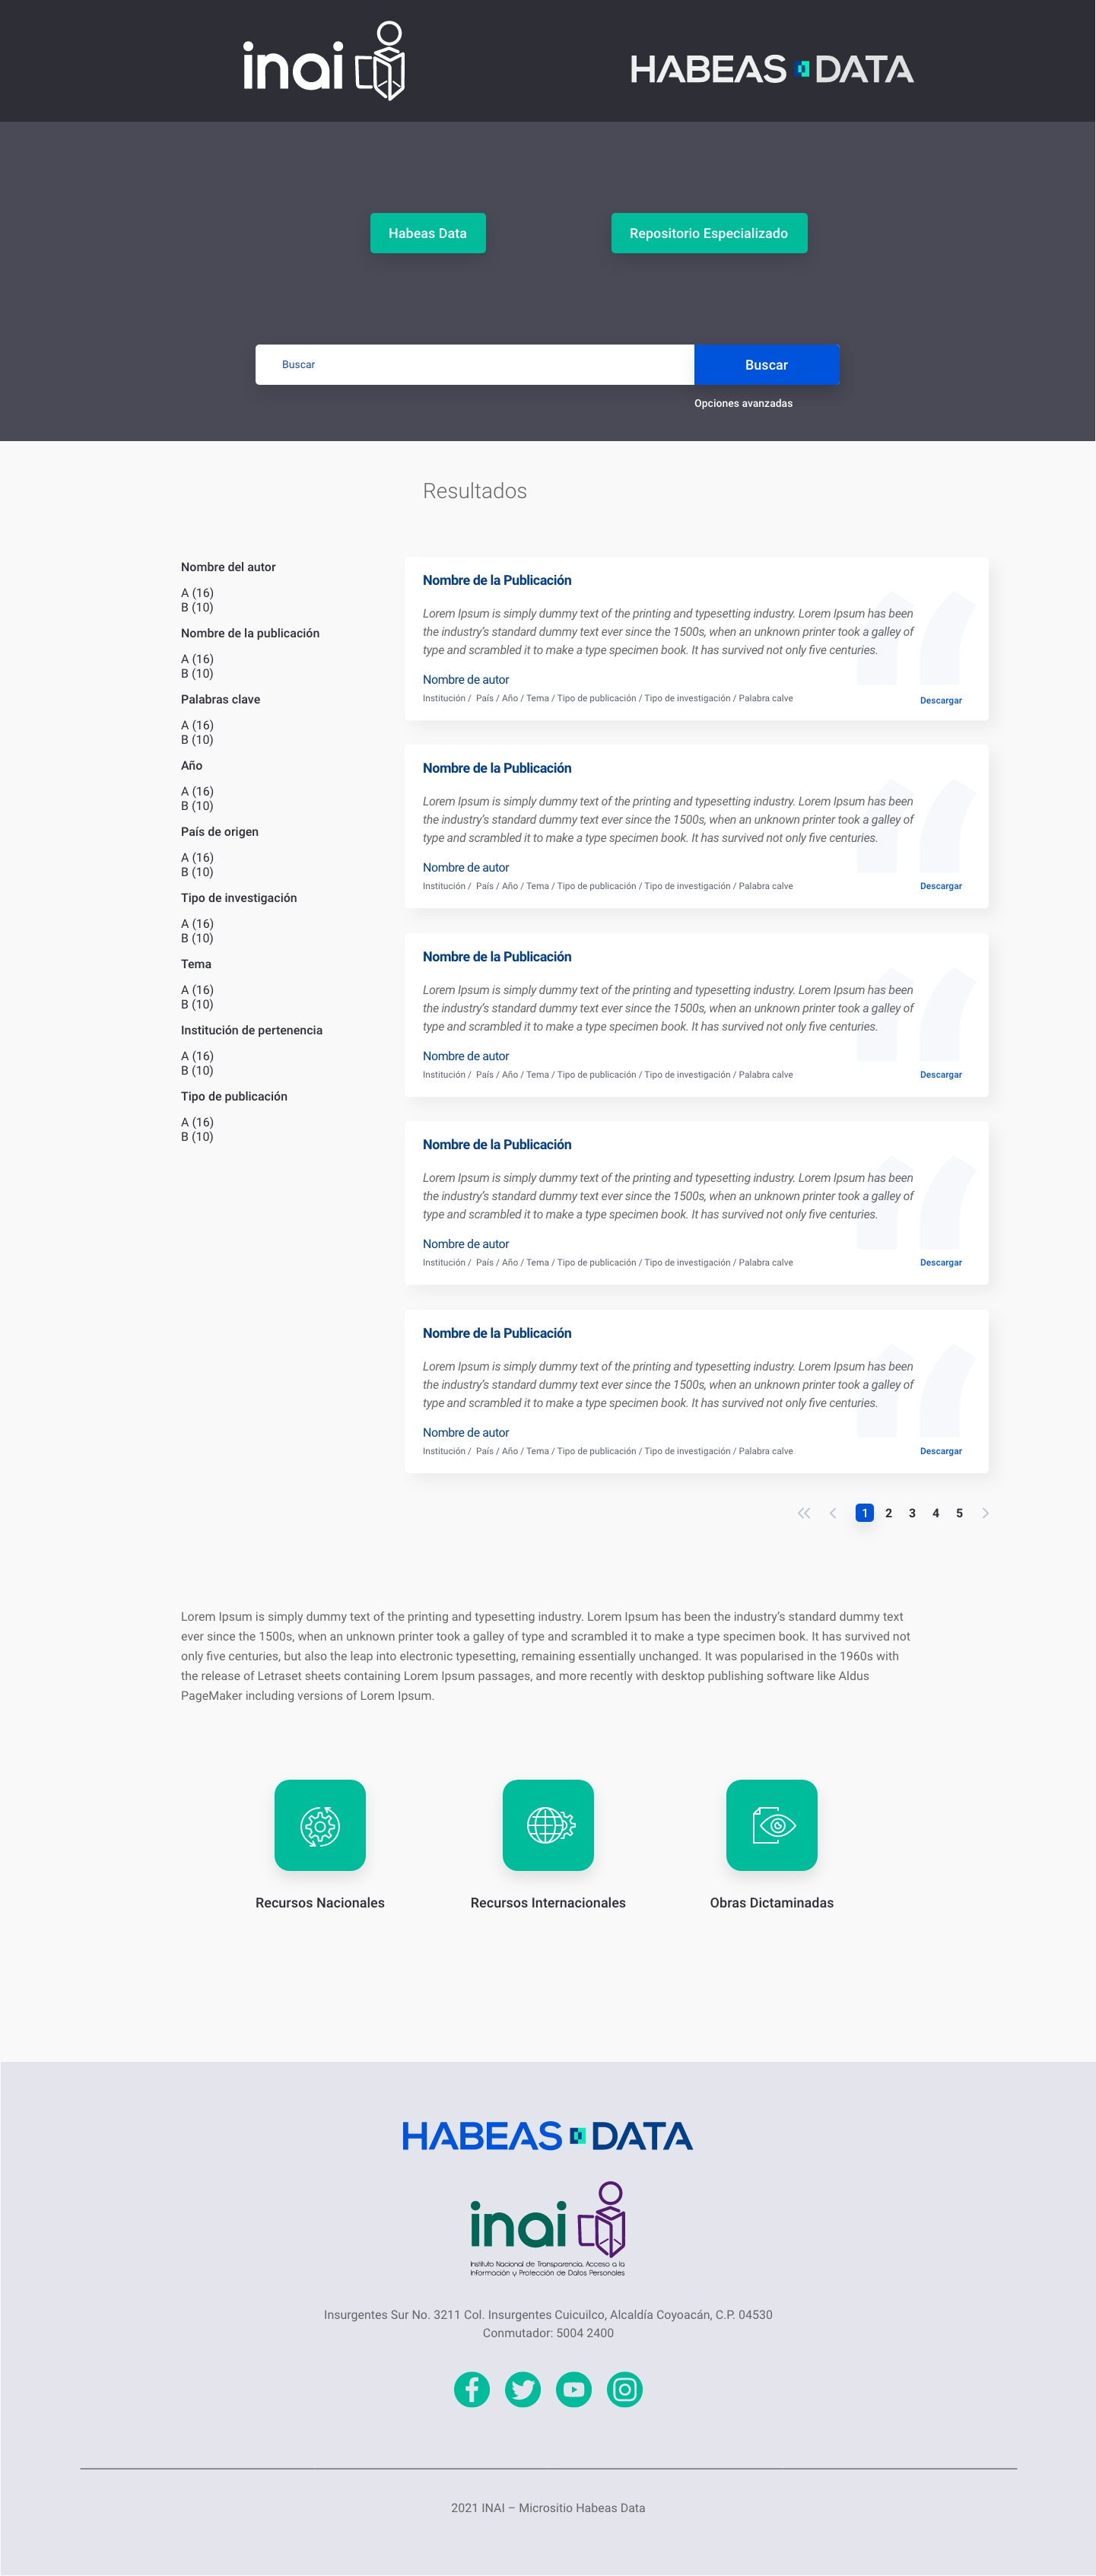 inai
HABEAS DATA
Habeas Data
Repositorio Especializado
Buscar
Buscar
Opciones avanzadas
Resultados
Nombre del autor
A (16)
B (10)
Nombre de la publicación
A (16)
B (10)
Palabras clave
A (16)
B (10)
Año
A (16)
B (10)
País de origen
A (16)
B (10)
Tipo de investigación
A (16)
B (10)
Tema
A (16)
B (10)
Institución de pertenencia
A (16)
B (10)
Tipo de publicación
A (16)
B (10)
Nombre de la Publicación
Lorem Ipsum is simply dummy text of the printing and typesetting industry. Lorem Ipsum has been
the industry’s standard dummy text ever since the 1500s, when an unknown printer took a galley of
type and scrambled it to make a type specimen book. It has survived not only five centuries.
Nombre de autor
Institución / País / Año / Tema / Tipo de publicación / Tipo de investigación / Palabra calve
Descargar
Nombre de la Publicación
Lorem Ipsum is simply dummy text of the printing and typesetting industry. Lorem Ipsum has been
the industry’s standard dummy text ever since the 1500s, when an unknown printer took a galley of
type and scrambled it to make a type specimen book. It has survived not only five centuries.
Nombre de autor
Institución / País / Año / Tema / Tipo de publicación / Tipo de investigación / Palabra calve
Descargar
Nombre de la Publicación
Lorem Ipsum is simply dummy text of the printing and typesetting industry. Lorem Ipsum has been
the industry’s standard dummy text ever since the 1500s, when an unknown printer took a galley of
type and scrambled it to make a type specimen book. It has survived not only five centuries.
Nombre de autor
Institución / País / Año / Tema / Tipo de publicación / Tipo de investigación / Palabra calve
Descargar
Nombre de la Publicación
Lorem Ipsum is simply dummy text of the printing and typesetting industry. Lorem Ipsum has been
the industry’s standard dummy text ever since the 1500s, when an unknown printer took a galley of
type and scrambled it to make a type specimen book. It has survived not only five centuries.
Nombre de autor
Institución / País / Año / Tema / Tipo de publicación / Tipo de investigación / Palabra calve
Descargar
Nombre de la Publicación
Lorem Ipsum is simply dummy text of the printing and typesetting industry. Lorem Ipsum has been
the industry’s standard dummy text ever since the 1500s, when an unknown printer took a galley of
type and scrambled it to make a type specimen book. It has survived not only five centuries.
Nombre de autor
Institución / País / Año / Tema / Tipo de publicación / Tipo de investigación / Palabra calve
Descargar
1 2 3 4 5
Lorem Ipsum is simply dummy text of the printing and typesetting industry. Lorem Ipsum has been the industry’s standard dummy text
ever since the 1500s, when an unknown printer took a galley of type and scrambled it to make a type specimen book. It has survived not
only five centuries, but also the leap into electronic typesetting, remaining essentially unchanged. It was popularised in the 1960s with
the release of Letraset sheets containing Lorem Ipsum passages, and more recently with desktop publishing software like Aldus
PageMaker including versions of Lorem Ipsum.
Recursos Nacionales
Recursos Internacionales
Obras Dictaminadas
HABEAS DATA
inai
Instituto Nacional de Transparencia, Acceso a la
Información y Protección de Datos Personales
Insurgentes Sur No. 3211 Col. Insurgentes Cuicuilco, Alcaldía Coyoacán, C.P. 04530
Conmutador: 5004 2400
2021 INAI – Micrositio Habeas Data